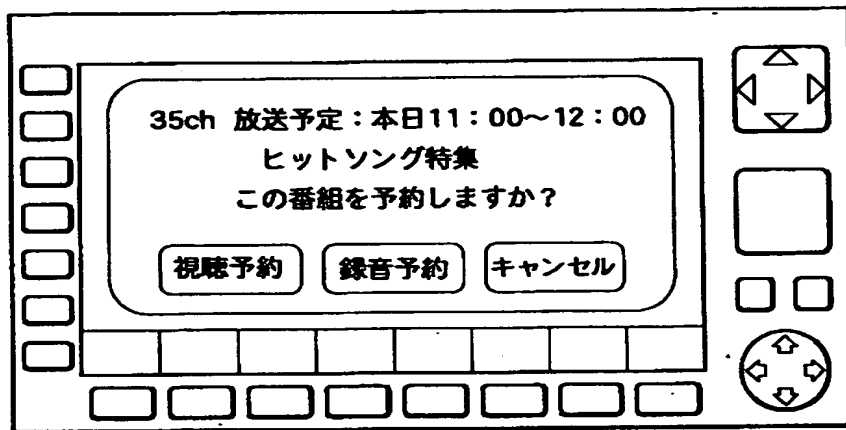 35ch 放送予定：本日11：00～12：00
ヒットソング特集
この番組を予約しますか？
視聴予約 録音予約 キャンセル